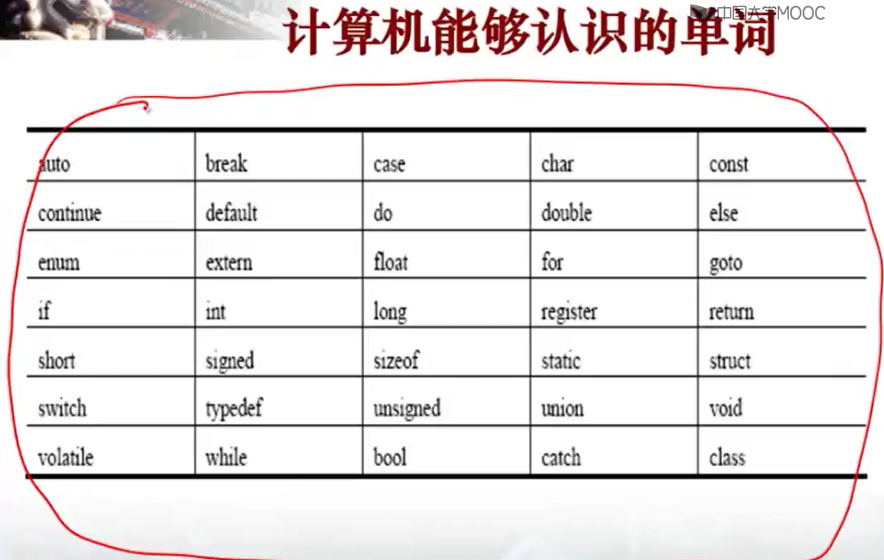 中国大学MOOC
计算机能够认识的单词
auto break case char const
continue default do double else
enum extern float for goto
if int long register return
short signed sizeof static struct
switch typedef unsigned union void
volatile while bool catch class